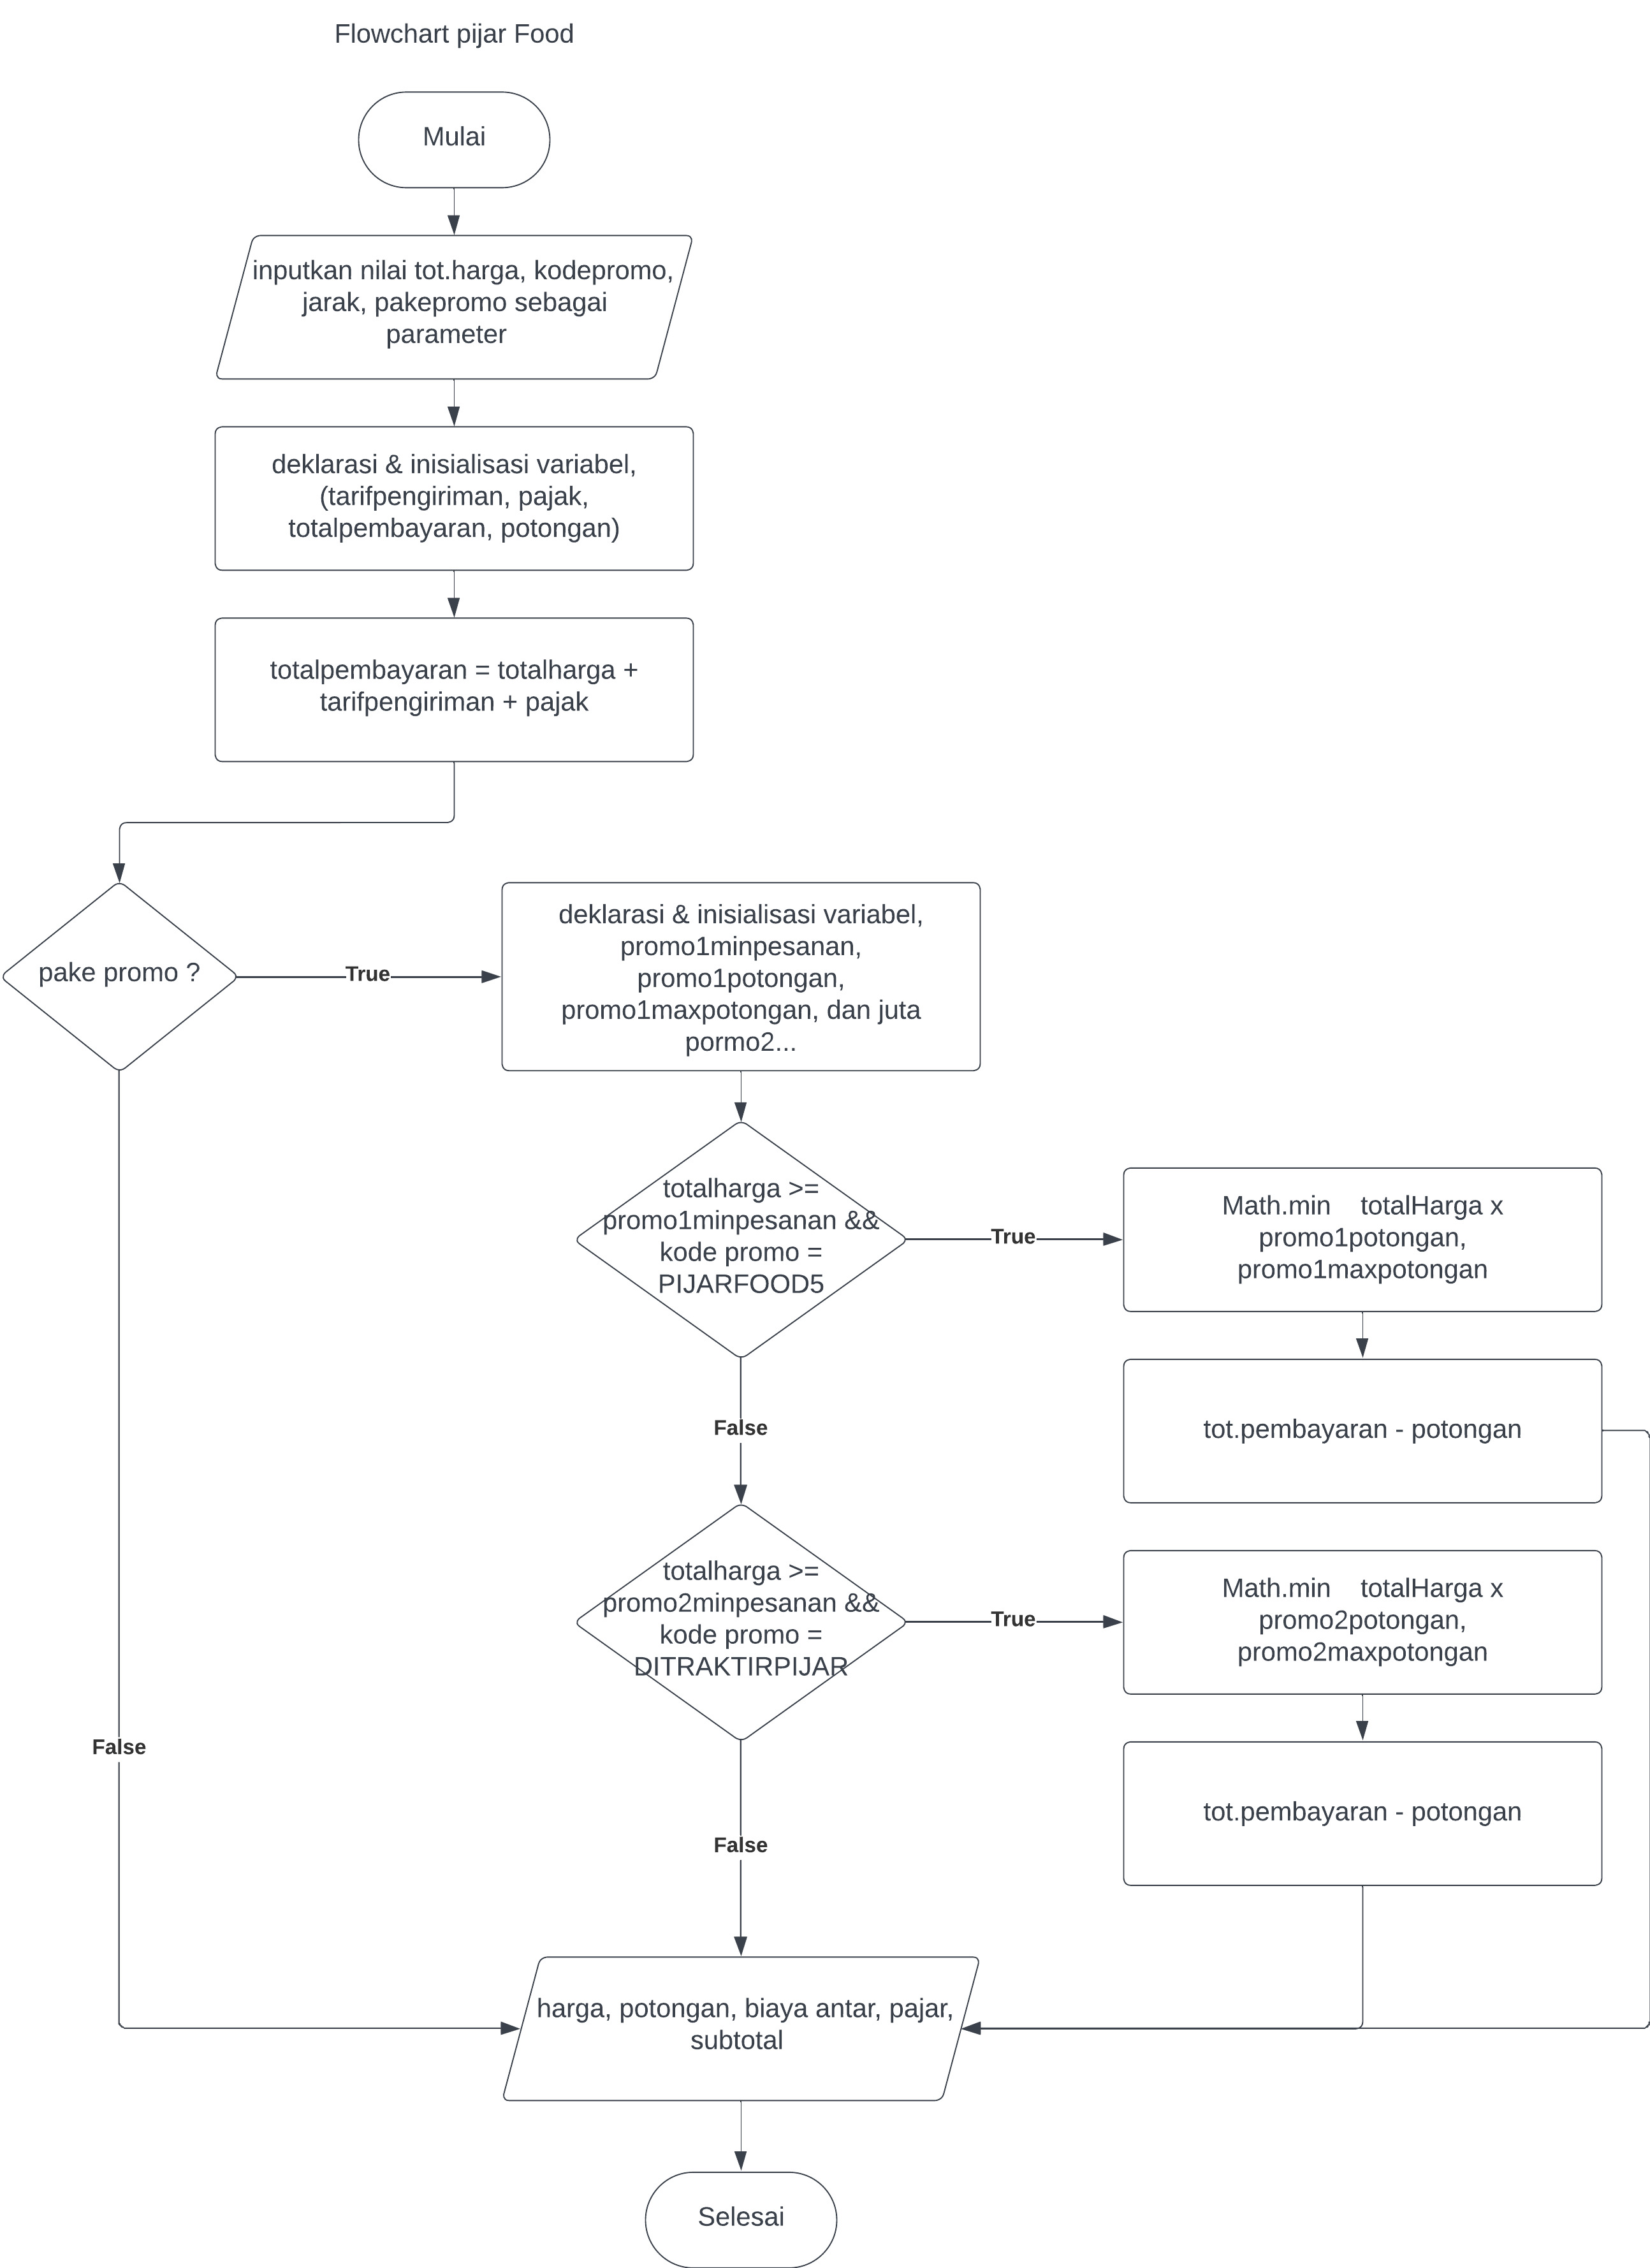 Flowchart pijar Food
Mulai
inputkan nilai tot.harga, kodepromo,
jarak, pakepromo sebagai
parameter
deklarasi & inisialisasi variabel,
(tarifpengiriman, pajak,
totalpembayaran, potongan)
totalpembayaran = totalharga +
tarifpengiriman + pajak
pake promo ?
True
deklarasi & inisialisasi variabel,
promo1minpesanan,
promo1potongan,
promo1maxpotongan, dan juta
pormo2...
totalharga >=
promo1minpesanan &&
kode promo =
PIJARFOOD5
True
Math.min    totalHarga x
promo1potongan,
promo1maxpotongan
tot.pembayaran - potongan
False
totalharga >=
promo2minpesanan &&
kode promo =
DITRAKTIRPIJAR
True
Math.min    totalHarga x
promo2potongan,
promo2maxpotongan
tot.pembayaran - potongan
False
False
harga, potongan, biaya antar, pajar,
subtotal
Selesai